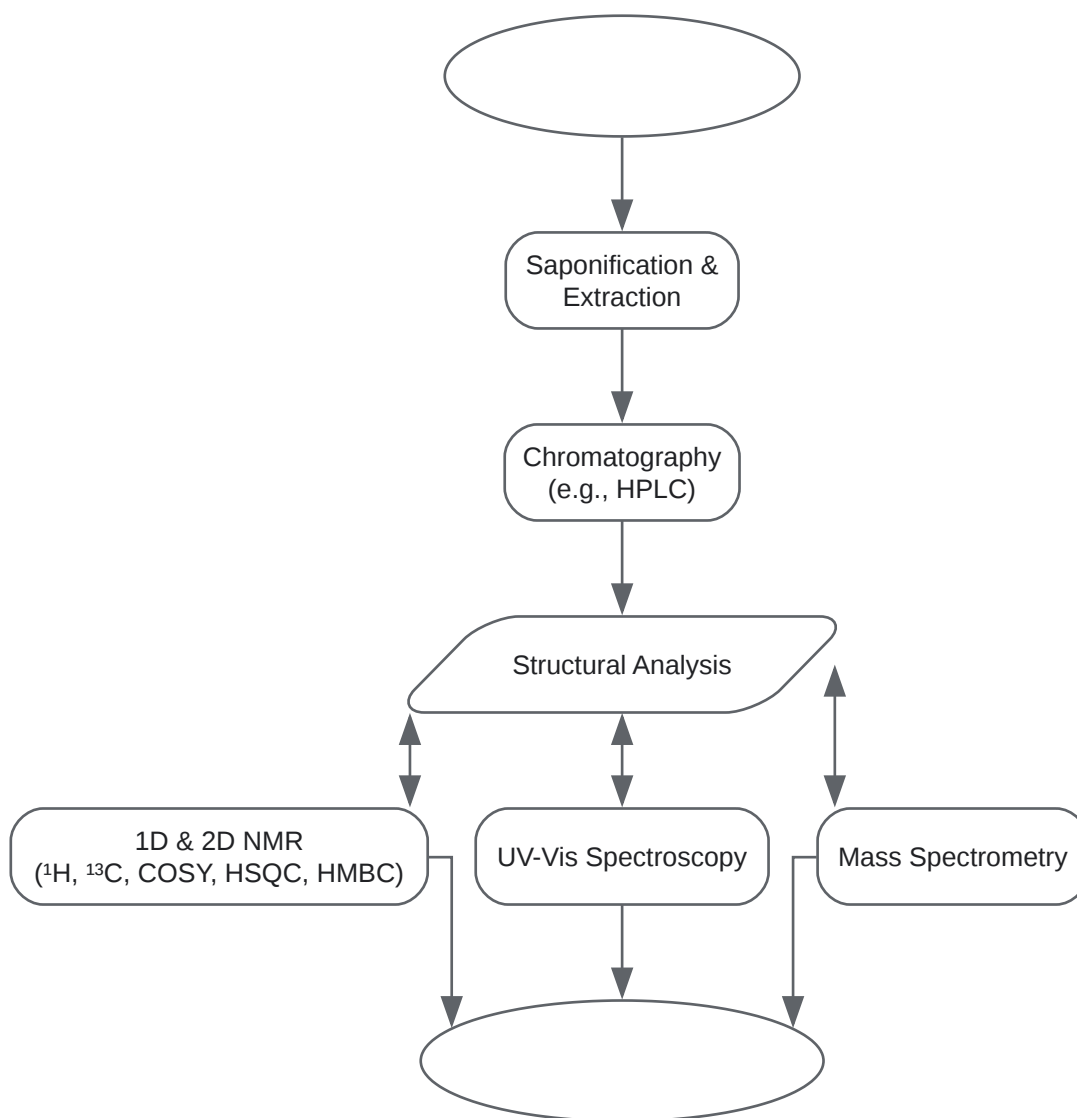 Saponification &
Extraction
Chromatography
(e.g., HPLC)
Structural Analysis
1D & 2D NMR
(¹H, ¹³C, COSY, HSQC, HMBC)
UV-Vis Spectroscopy
Mass Spectrometry